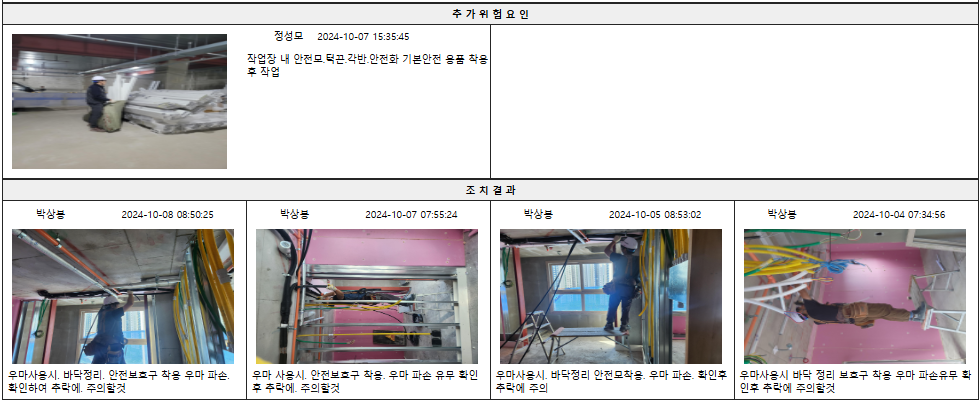 추 가 위 험 요 인
정성모 2024-10-07 15:35:45
작업장 내 안전모.턱끈.각반.안전화 기본안전 용품 착용
후 작업
조 치 결 과
박상봉 2024-10-08 08:50:25
우마사용시. 바닥정리. 안전보호구 착용 우마 파손.
확인하여 추락에 주의할것
박상봉 2024-10-07 07:55:24
우마 사용시. 안전보호구 착용. 우마 파손 유무 확인
후 추락에. 주의할것
박상봉 2024-10-05 08:53:02
우마사용시. 바닥정리 안전모착용. 우마 파손. 확인후
추락에 주의
박상봉 2024-10-04 07:34:56
우마사용시 바닥 정리 보호구 착용 우마 파손유무 확
인후 추락에 주의할것